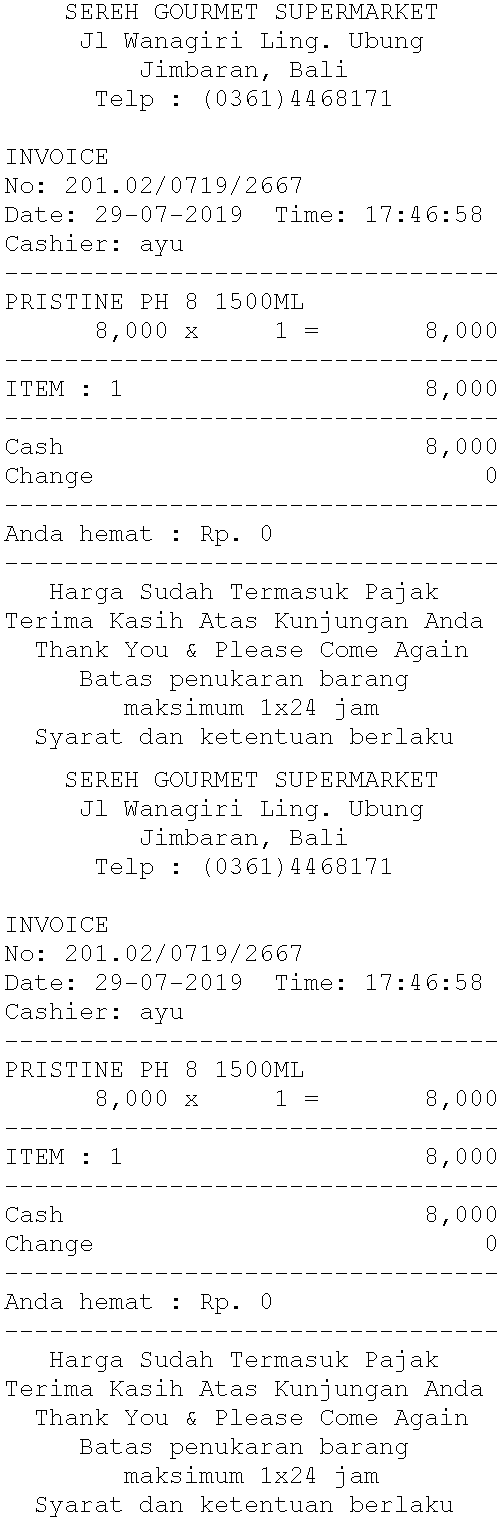 SEREH GOURMET SUPERMARKET
Jl Wanagiri Ling. Ubung
Jimbaran, Bali
Telp : (0361)4468171
INVOICE
No: 201.02/0719/2667
Date: 29-07-2019  Time: 17:46:58
Cashier: ayu
---------------------------------
PRISTINE PH 8 1500ML
8,000 x     1 =       8,000
---------------------------------
ITEM : 1                    8,000
---------------------------------
Cash                        8,000
Change                          0
---------------------------------
Anda hemat : Rp. 0
---------------------------------
Harga Sudah Termasuk Pajak
Terima Kasih Atas Kunjungan Anda
Thank You & Please Come Again
Batas penukaran barang
maksimum 1x24 jam
Syarat dan ketentuan berlaku
SEREH GOURMET SUPERMARKET
Jl Wanagiri Ling. Ubung
Jimbaran, Bali
Telp : (0361)4468171
INVOICE
No: 201.02/0719/2667
Date: 29-07-2019  Time: 17:46:58
Cashier: ayu
---------------------------------
PRISTINE PH 8 1500ML
8,000 x     1 =       8,000
---------------------------------
ITEM : 1                    8,000
---------------------------------
Cash                        8,000
Change                          0
---------------------------------
Anda hemat : Rp. 0
---------------------------------
Harga Sudah Termasuk Pajak
Terima Kasih Atas Kunjungan Anda
Thank You & Please Come Again
Batas penukaran barang
maksimum 1x24 jam
Syarat dan ketentuan berlaku